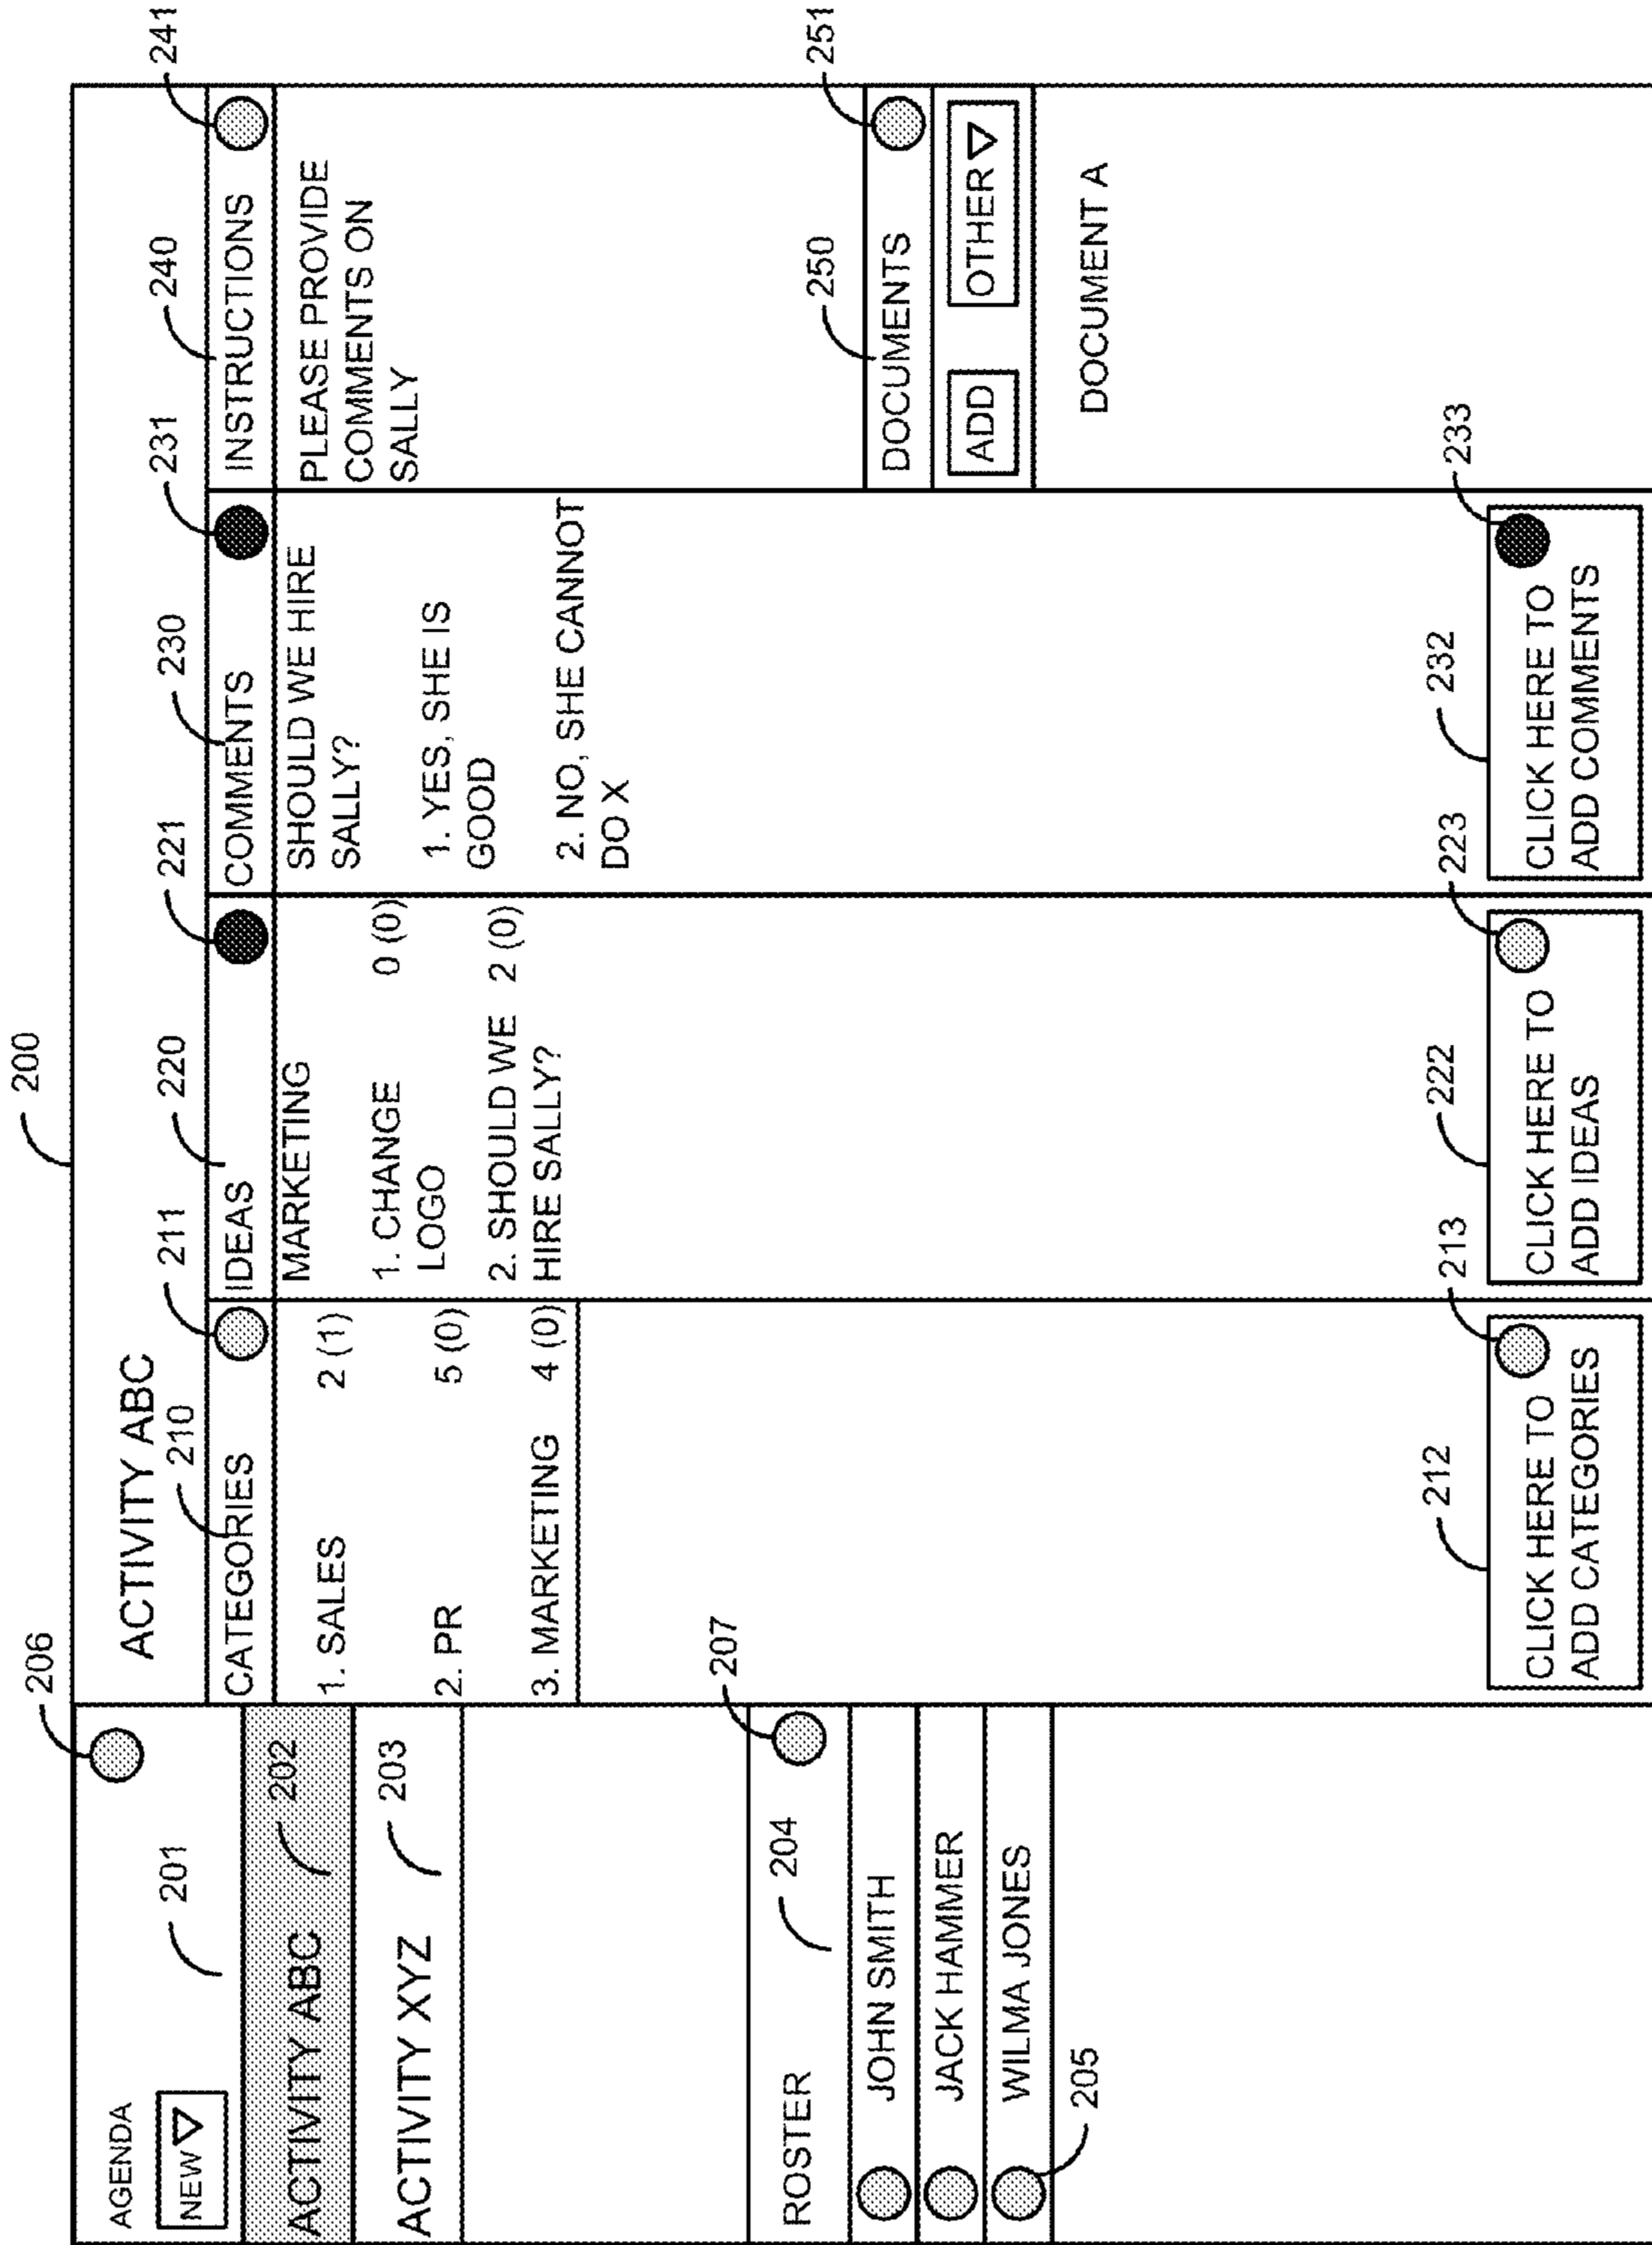 200
206
AGENDA
NEW
201
ACTIVITY ABC
202
ACTIVITY XYZ
203
ROSTER
204
207
JOHN SMITH
JACK HAMMER
WILMA JONES
205
ACTIVITY ABC
210
211
CATEGORIES
1. SALES 2 (1)
2. PR 5 (0)
3. MARKETING 4 (0)
212
213
CLICK HERE TO
ADD CATEGORIES
220
221
IDEAS
MARKETING
1. CHANGE 0 (0)
LOGO
2. SHOULD WE 2 (0)
HIRE SALLY?
222
223
CLICK HERE TO
ADD IDEAS
230
231
COMMENTS
SHOULD WE HIRE
SALLY?
1. YES, SHE IS
GOOD
2. NO, SHE CANNOT
DO X
232
233
CLICK HERE TO
ADD COMMENTS
240
241
INSTRUCTIONS
PLEASE PROVIDE
COMMENTS ON
SALLY
250
251
DOCUMENTS
ADD OTHER
DOCUMENT A